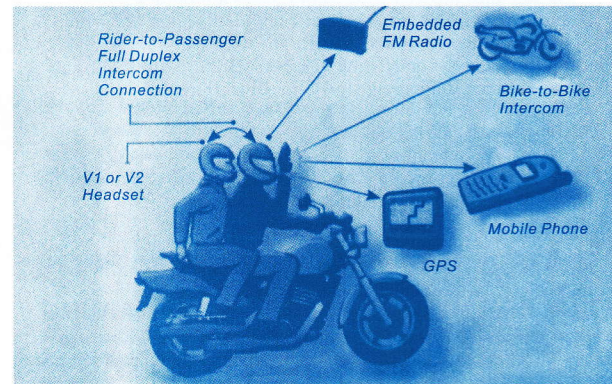 Rider-to-Passenger
Full Duplex
Intercom
Connection
Embedded
FM Radio
Bike-to-Bike
Intercom
V1 or V2
Headset
Mobile Phone
GPS